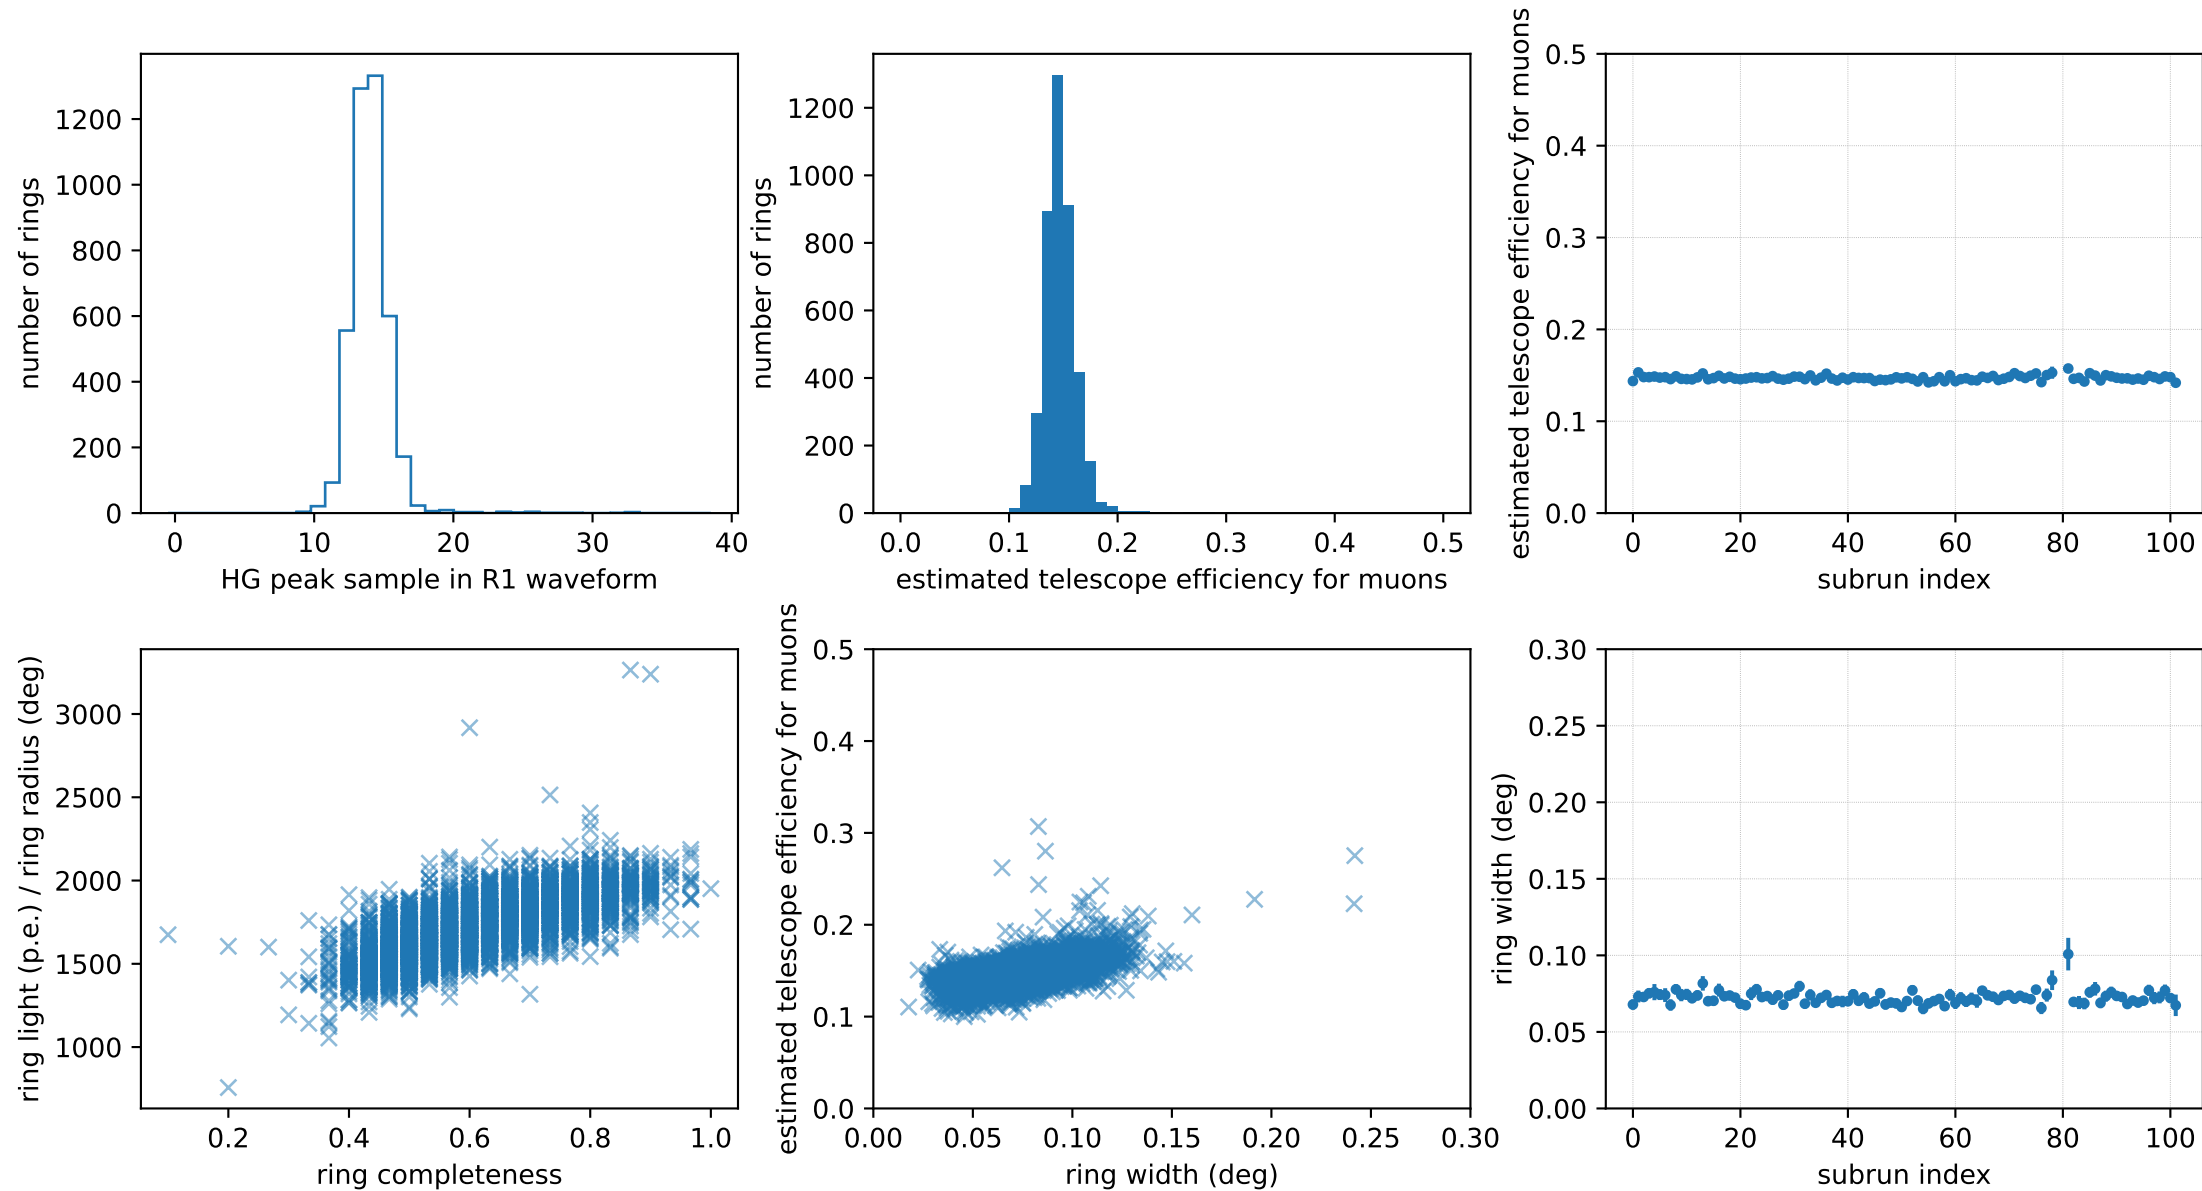 number of rings
1200
1000
800
600
400
200
0
0 10 20 30 40
HG peak sample in R1 waveform
number of rings
1200
1000
800
600
400
200
0
0.0 0.1 0.2 0.3 0.4 0.5
estimated telescope efficiency for muons
estimated telescope efficiency for muons
0.5
0.4
0.3
0.2
0.1
0.0
0 20 40 60 80 100
subrun index
ring light (p.e.) / ring radius (deg)
3000
2500
2000
1500
1000
0.2 0.4 0.6 0.8 1.0
ring completeness
estimated telescope efficiency for muons
0.5
0.4
0.3
0.2
0.1
0.0
0.00 0.05 0.10 0.15 0.20 0.25 0.30
ring width (deg)
ring width (deg)
0.30
0.25
0.20
0.15
0.10
0.05
0.00
0 20 40 60 80 100
subrun index